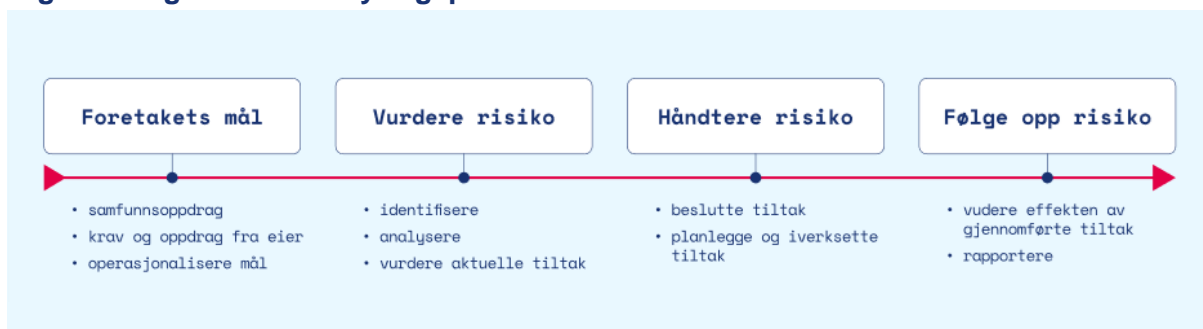 Foretakets mål
Vurdere risiko
Håndtere risiko
Følge opp risiko
• samfunnsoppdrag
• krav og oppdrag fra eier
• operasjonalisere mål
• identifisere
• analysere
• vurdere aktuelle tiltak
• beslutte tiltak
• planlegge og iverksette
tiltak
• vudere effekten av
gjennomførte tiltak
• rapportere